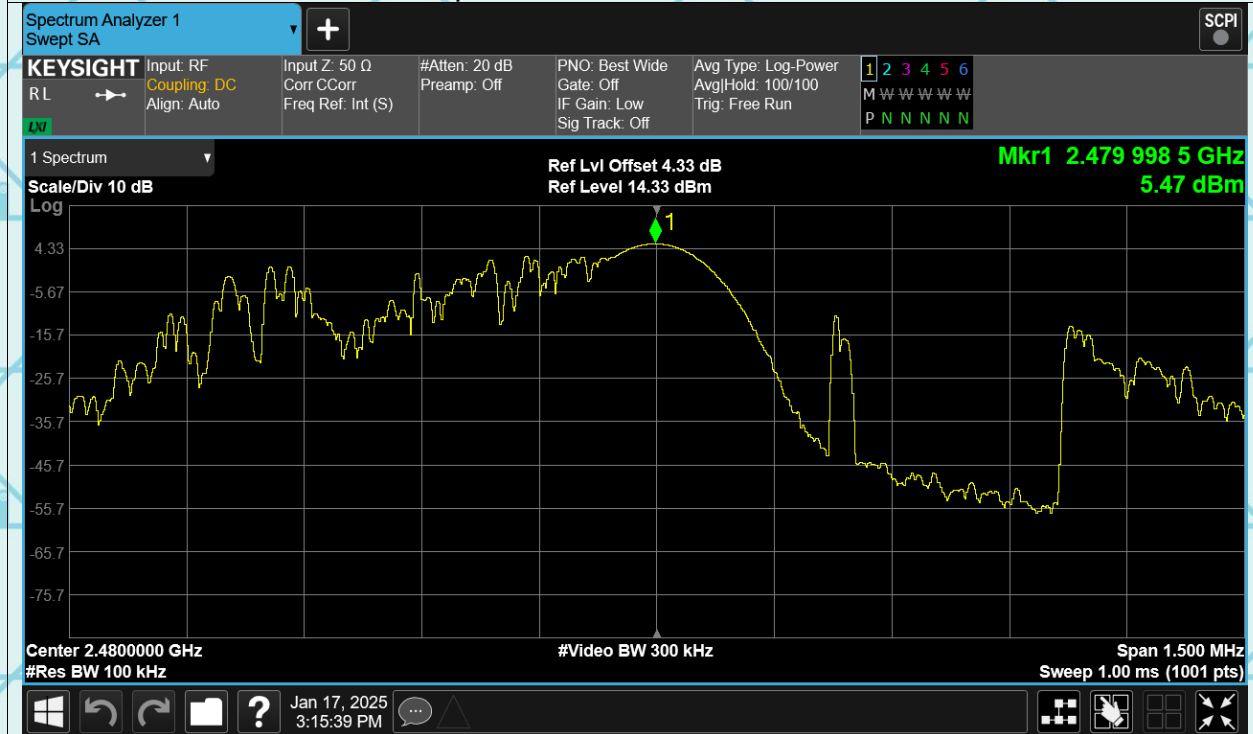 Spectrum Analyzer 1
Swept SA
+
SCPI
KEYSIGHT
RL
LXI
Input: RF
Coupling: DC
Align: Auto
Input Z: 50 Ω
Corr CCorr
Freq Ref: Int (S)
#Atten: 20 dB
Preamp: Off
PNO: Best Wide
Gate: Off
IF Gain: Low
Sig Track: Off
Avg Type: Log-Power
Avg|Hold: 100/100
Trig: Free Run
1 2 3 4 5 6
M W W W W W
P N N N N N
1 Spectrum
Scale/Div 10 dB
Log
Ref Lvl Offset 4.33 dB
Ref Level 14.33 dBm
Mkr1 2.479 998 5 GHz
5.47 dBm
1
4.33
-5.67
-15.7
-25.7
-35.7
-45.7
-55.7
-65.7
-75.7
Center 2.4800000 GHz
#Res BW 100 kHz
#Video BW 300 kHz
Span 1.500 MHz
Sweep 1.00 ms (1001 pts)
?
Jan 17, 2025
3:15:39 PM